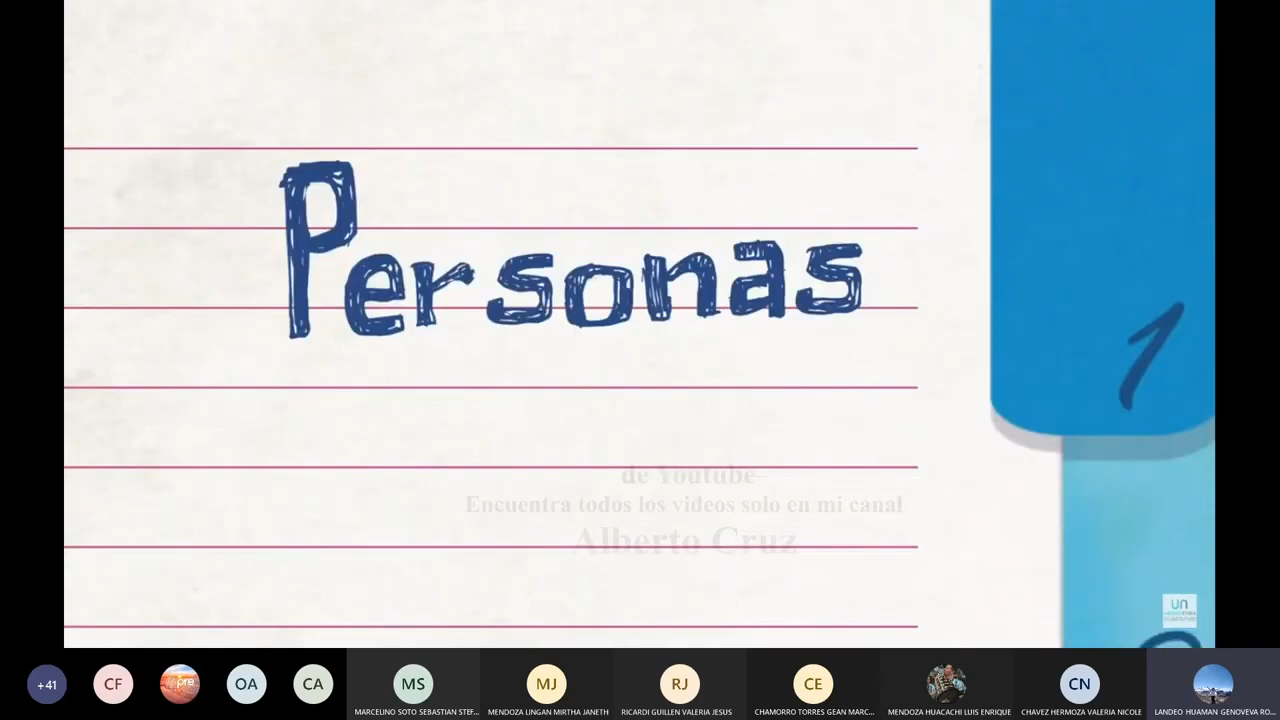 Personas
1
de Youtube
Encuentra todos los videos solo en mi canal
Alberto Cruz
un
+41
CF
pre
OA
CA
MS
MJ
RJ
CE
CN
MARCELINO SOTO SEBASTIAN STEF...
MENDOZA LINGAN MIRTHA JANETH
RICARDI GUILLEN VALERIA JESUS
CHAMORRO TORRES GEAN MARC...
MENDOZA HUACACHI LUIS ENRIQUE
CHAVEZ HERMOZA VALERIA NICOLE
LANDEO HUAMAN GENOVEVA RO...